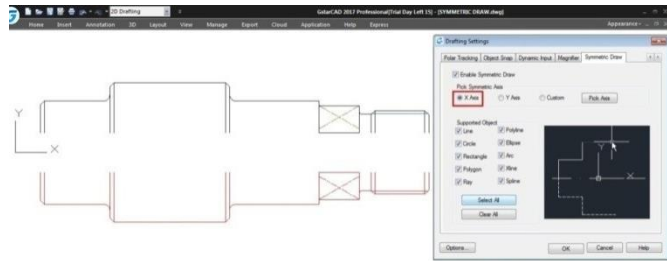 2D Drafting
GstarCAD 2017 Professional(Trial Day Left 15) - [SYMMETRIC DRAW.dwg]
Home Insert Annotation 3D Layout View Manage Export Cloud Application Help Express Appearance
Drafting Settings
Polar Tracking Object Snap Dynamic Input Magnifier Symmetric Draw
Enable Symmetric Draw
Pick Symmetric Axis
X Axis Y Axis Custom Pick Axis
Supported Object
Line Polyline
Circle Ellipse
Rectangle Arc
Polygon Xline
Ray Spline
Select All
Clear All
Y
X
Y
X
Options... OK Cancel Help